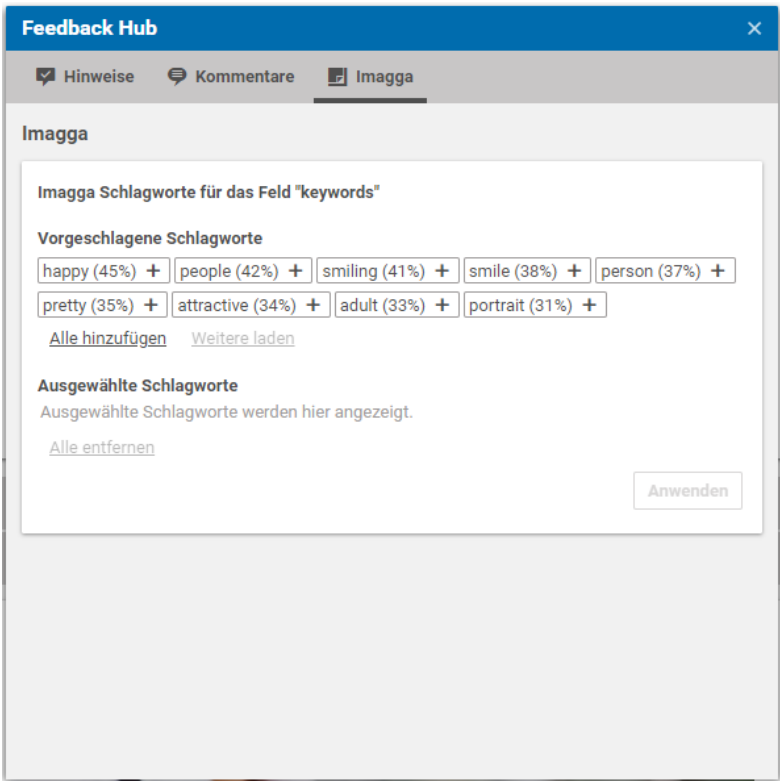 Feedback Hub
Hinweise Kommentare Imagga
Imagga
Imagga Schlagworte für das Feld "keywords"
Vorgeschlagene Schlagworte
happy (45%) + people (42%) + smiling (41%) + smile (38%) + person (37%) +
pretty (35%) + attractive (34%) + adult (33%) + portrait (31%) +
Alle hinzufügen Weitere laden
Ausgewählte Schlagworte
Ausgewählte Schlagworte werden hier angezeigt.
Alle entfernen
Anwenden